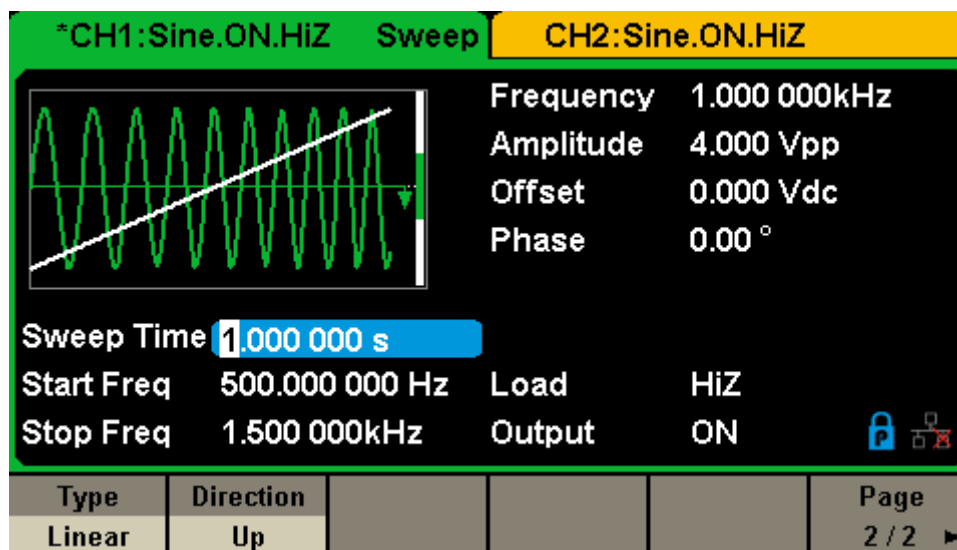 *CH1:Sine.ON.HiZ Sweep CH2:Sine.ON.HiZ
Frequency 1.000 000kHz
Amplitude 4.000 Vpp
Offset 0.000 Vdc
Phase 0.00 °
Sweep Time 1.000 000 s
Start Freq 500.000 000 Hz Load HiZ
Stop Freq 1.500 000kHz Output ON
Type Direction Page
Linear Up 2 / 2